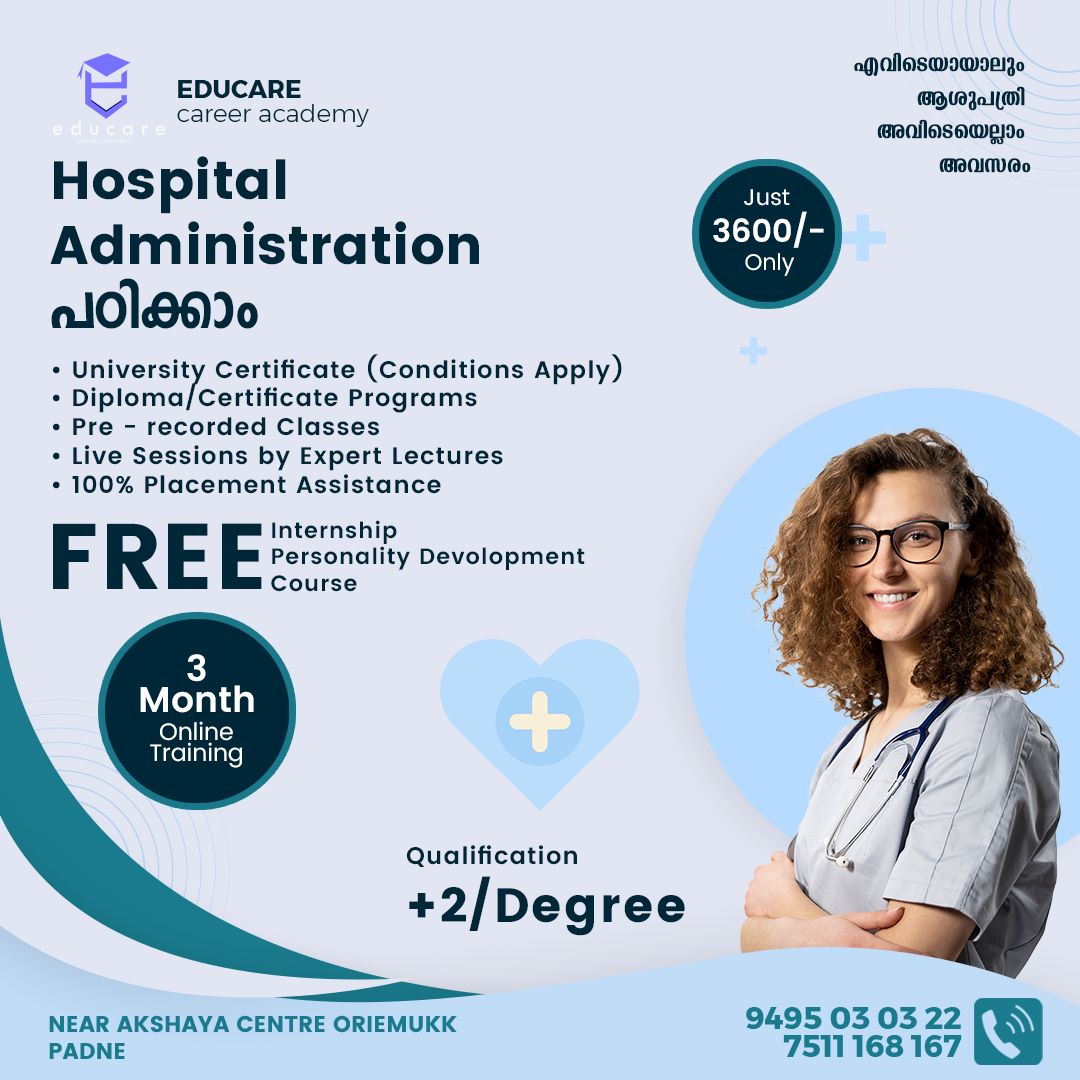 educare
EDUCARE
career academy
എവിടെയായാലും
ആശുപത്രി
അവിടെയെല്ലാം
അവസരം
Hospital
Administration
പഠിക്കാം
Just
3600/-
Only
• University Certificate (Conditions Apply)
• Diploma/Certificate Programs
• Pre - recorded Classes
• Live Sessions by Expert Lectures
• 100% Placement Assistance
FREE
Internship
Personality Devolopment
Course
3
Month
Online
Training
Qualification
+2/Degree
NEAR AKSHAYA CENTRE ORIEMUKK
PADNE
9495 03 03 22
7511 168 167